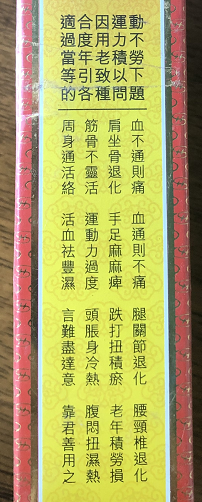 適合因運動
過度用力不
當年老積勞
等引致以下
的各種問題
血不通則痛 血通則不痛 腿關節退化 腰頸椎退化
肩坐骨退化 手足麻麻痺 跌打扭積瘀 老年積勞損
筋骨不靈活 運動力過度 頭脹身冷熱 腹悶扭濕熱
周身通活絡 活血祛豐濕 言難盡達意 靠君善用之